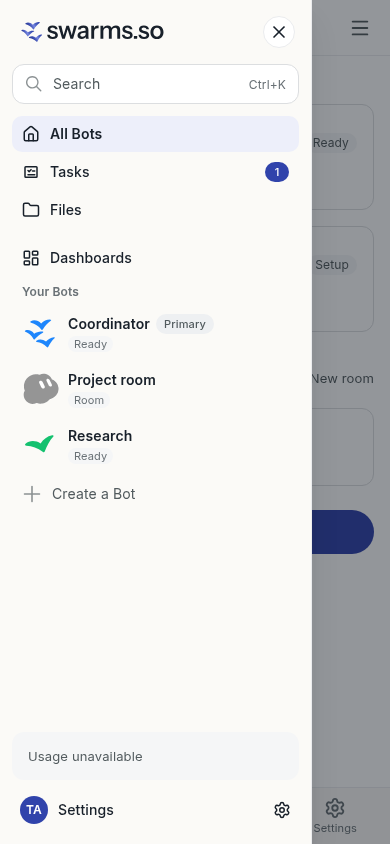 swarms.so
Search Ctrl+K
All Bots
Tasks 1
Files
Dashboards
Your Bots
Coordinator Primary
Ready
Project room
Room
Research
Ready
Create a Bot
Usage unavailable
TA Settings
Ready
Setup
New room
Settings